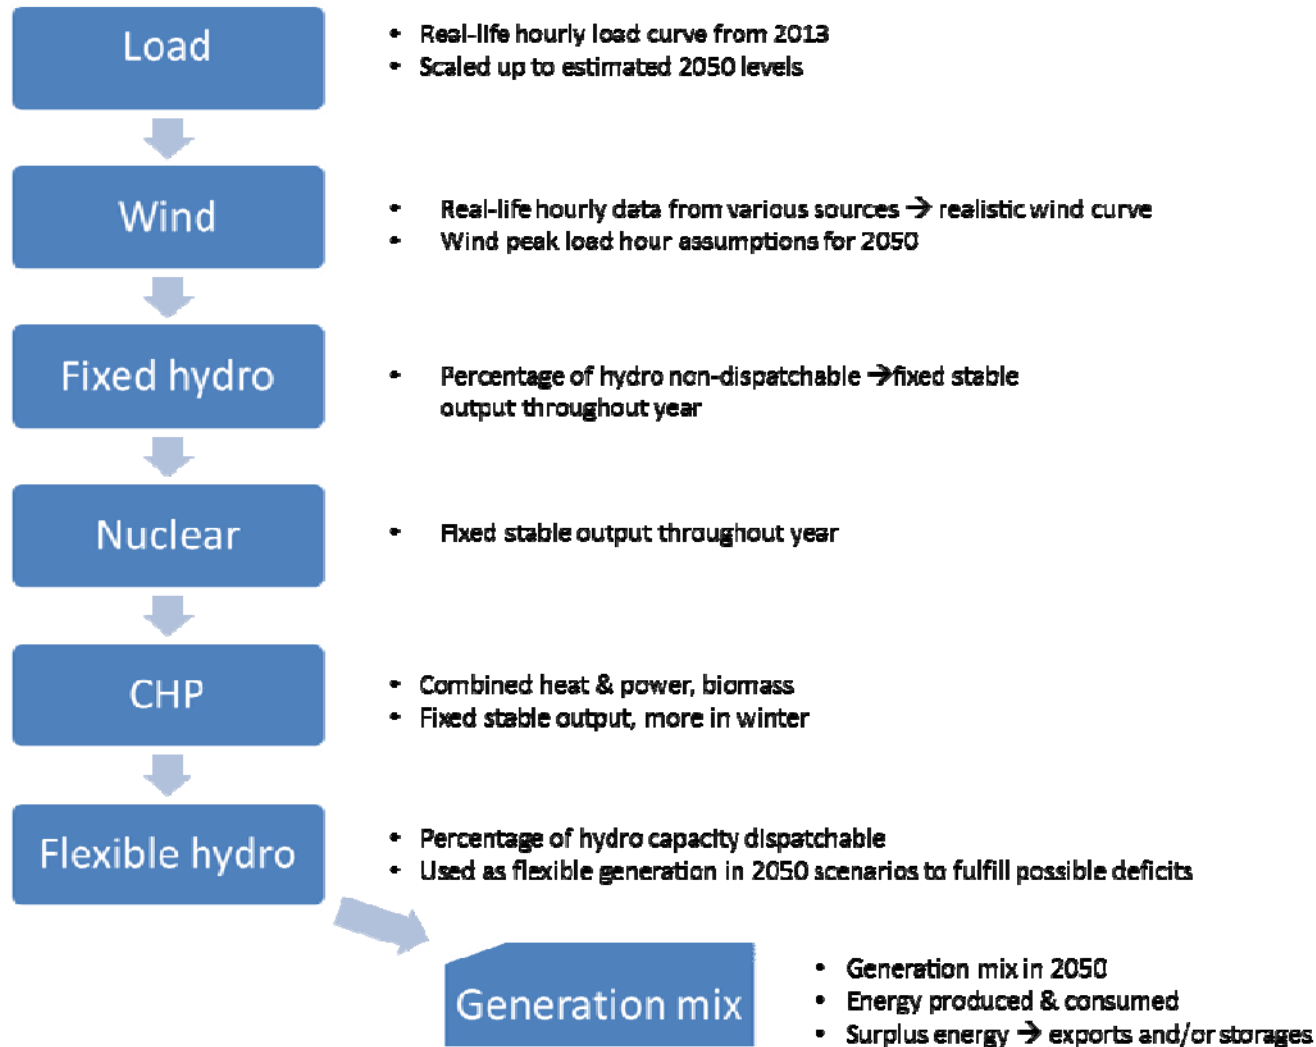 Load
• Real-life hourly load curve from 2013
• Scaled up to estimated 2050 levels
Wind
• Real-life hourly data from various sources → realistic wind curve
• Wind peak load hour assumptions for 2050
Fixed hydro
• Percentage of hydro non-dispatchable →fixed stable
output throughout year
Nuclear
• Fixed stable output throughout year
CHP
• Combined heat & power, biomass
• Fixed stable output, more in winter
Flexible hydro
• Percentage of hydro capacity dispatchable
• Used as flexible generation in 2050 scenarios to fulfill possible deficits
Generation mix
• Generation mix in 2050
• Energy produced & consumed
• Surplus energy → exports and/or storages